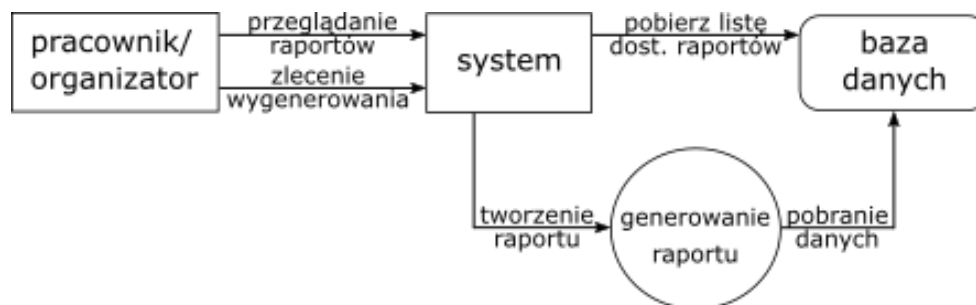 pracownik/
organizator
przeglądanie
raportów
zlecenie
wygenerowania
system
pobierz listę
dost. raportów
baza
danych
tworzenie
raportu
generowanie
raportu
pobranie
danych